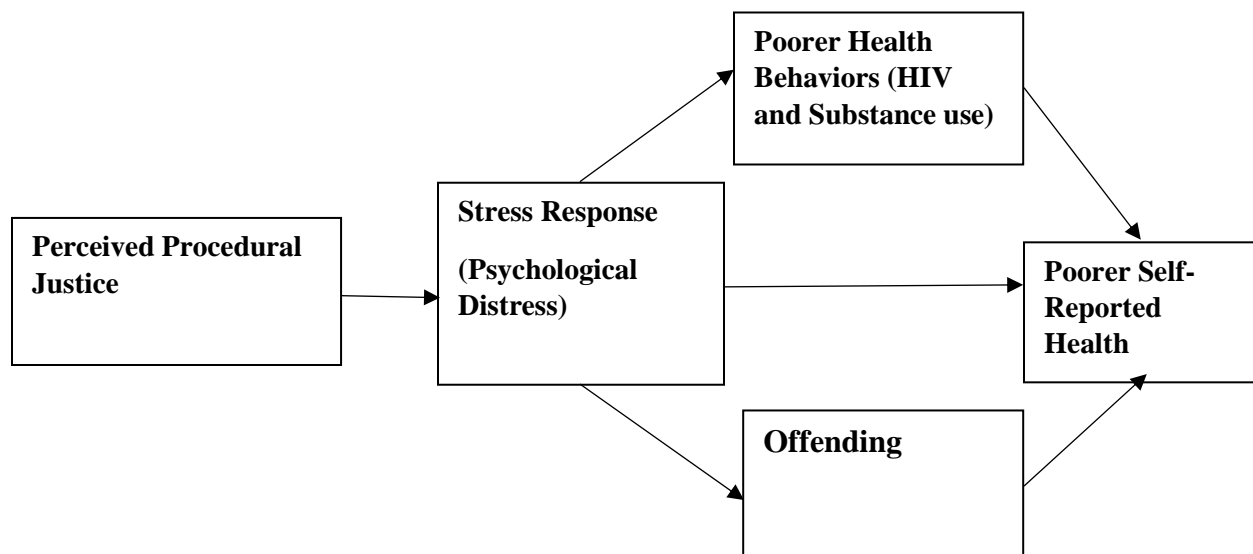 Poorer Health
Behaviors (HIV
and Substance use)
Stress Response
(Psychological
Distress)
Perceived Procedural
Justice
Poorer Self-
Reported
Health
Offending